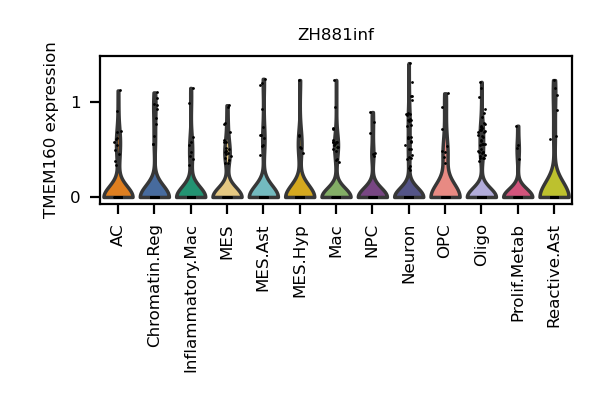 ZH881inf
TMEM160 expression
1
0
AC
Chromatin.Reg
Inflammatory.Mac
MES
MES.Ast
MES.Hyp
Mac
NPC
Neuron
OPC
Oligo
Prolif.Metab
Reactive.Ast